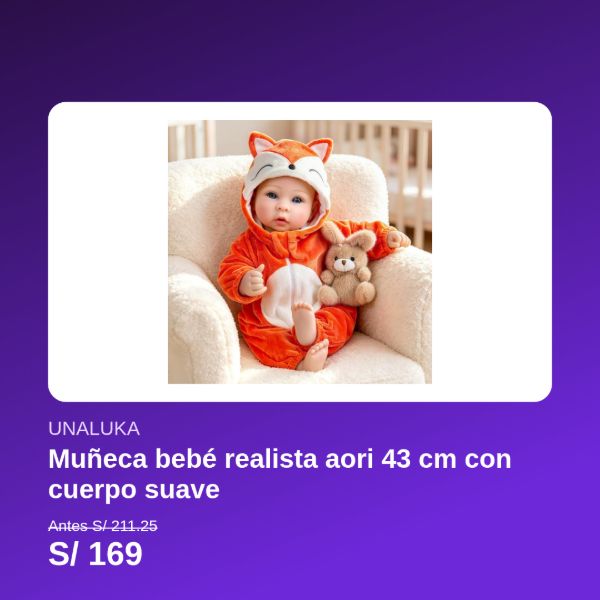 UNALUKA
Muñeca bebé realista aori 43 cm con
cuerpo suave
Antes S/ 211.25
S/ 169